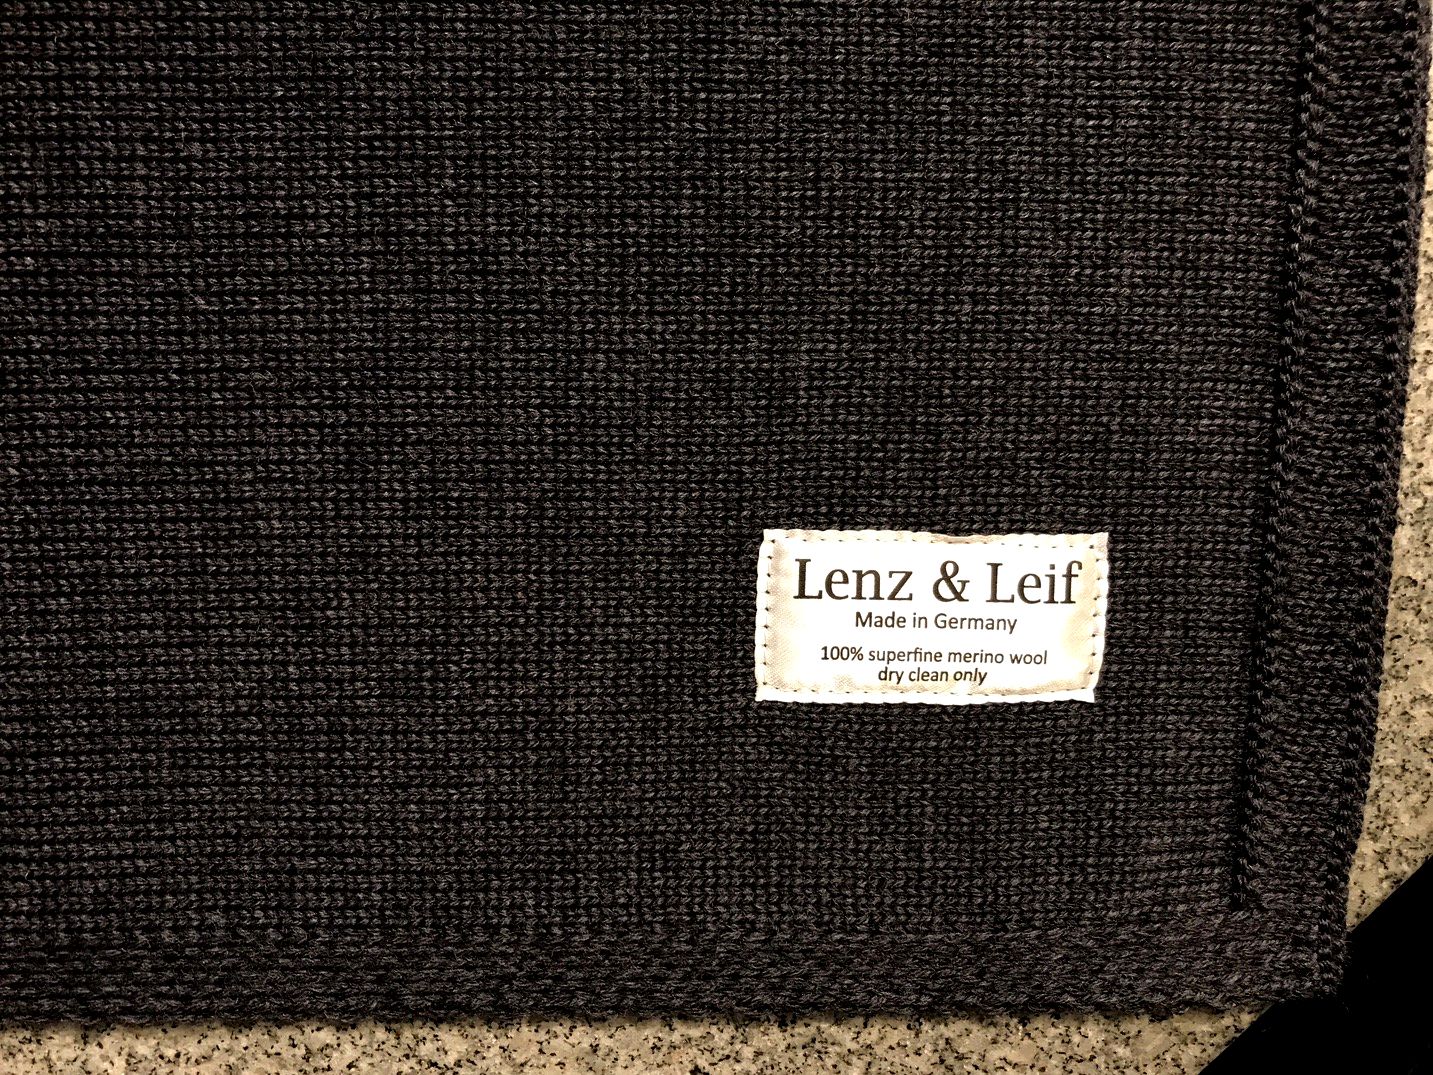 Lenz & Leif
Made in Germany
100% superfine merino wool
dry clean only